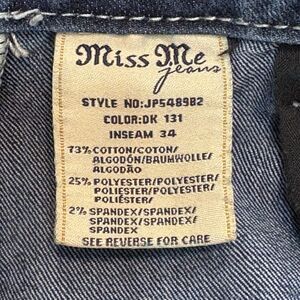 Miss Me
jeans
STYLE NO:JP5489B2
COLOR:DK 131
INSEAM 34
73% COTTON/COTON/
ALGODÓN/BAUMWOLLE/
ALGODÃO
25% POLYESTER/POLYESTER/
POLIÉSTER/POLYESTER/
POLIÉSTER/
2% SPANDEX/SPANDEX/
SPANDEX/SPANDEX/
SPANDEX
SEE REVERSE FOR CARE